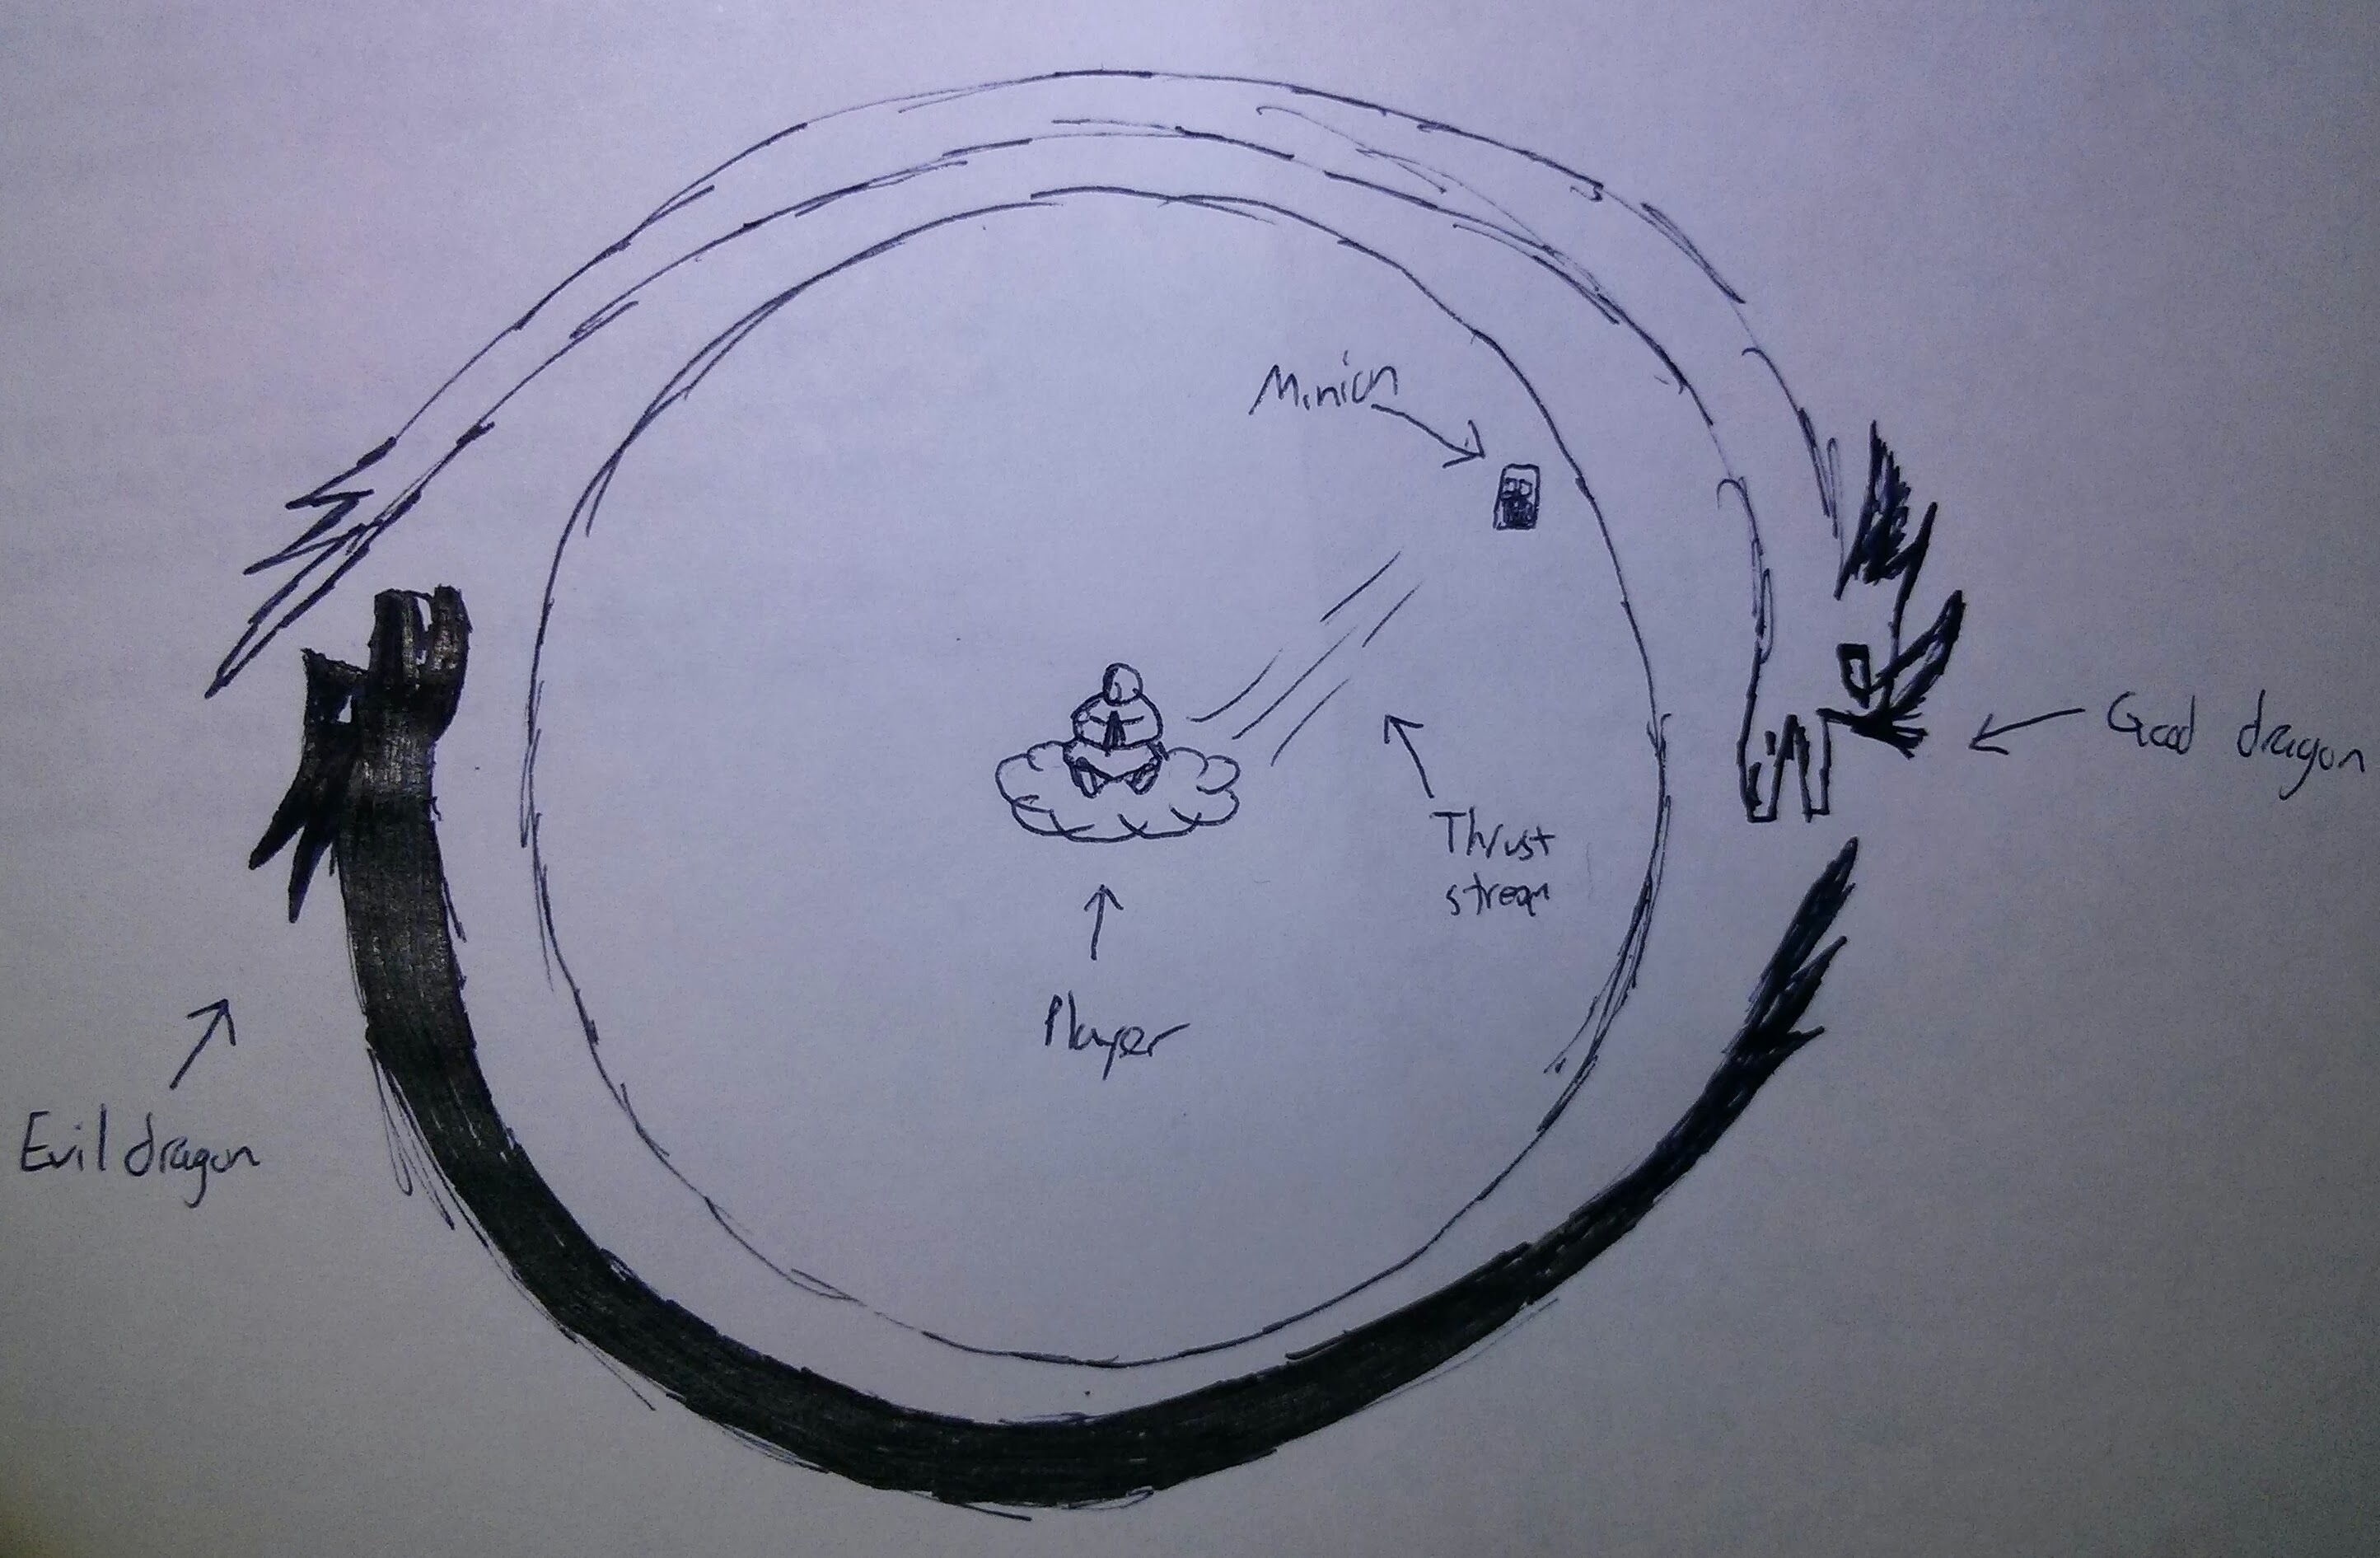 Minion
Good dragon
Thrust
stream
Player
Evil dragon